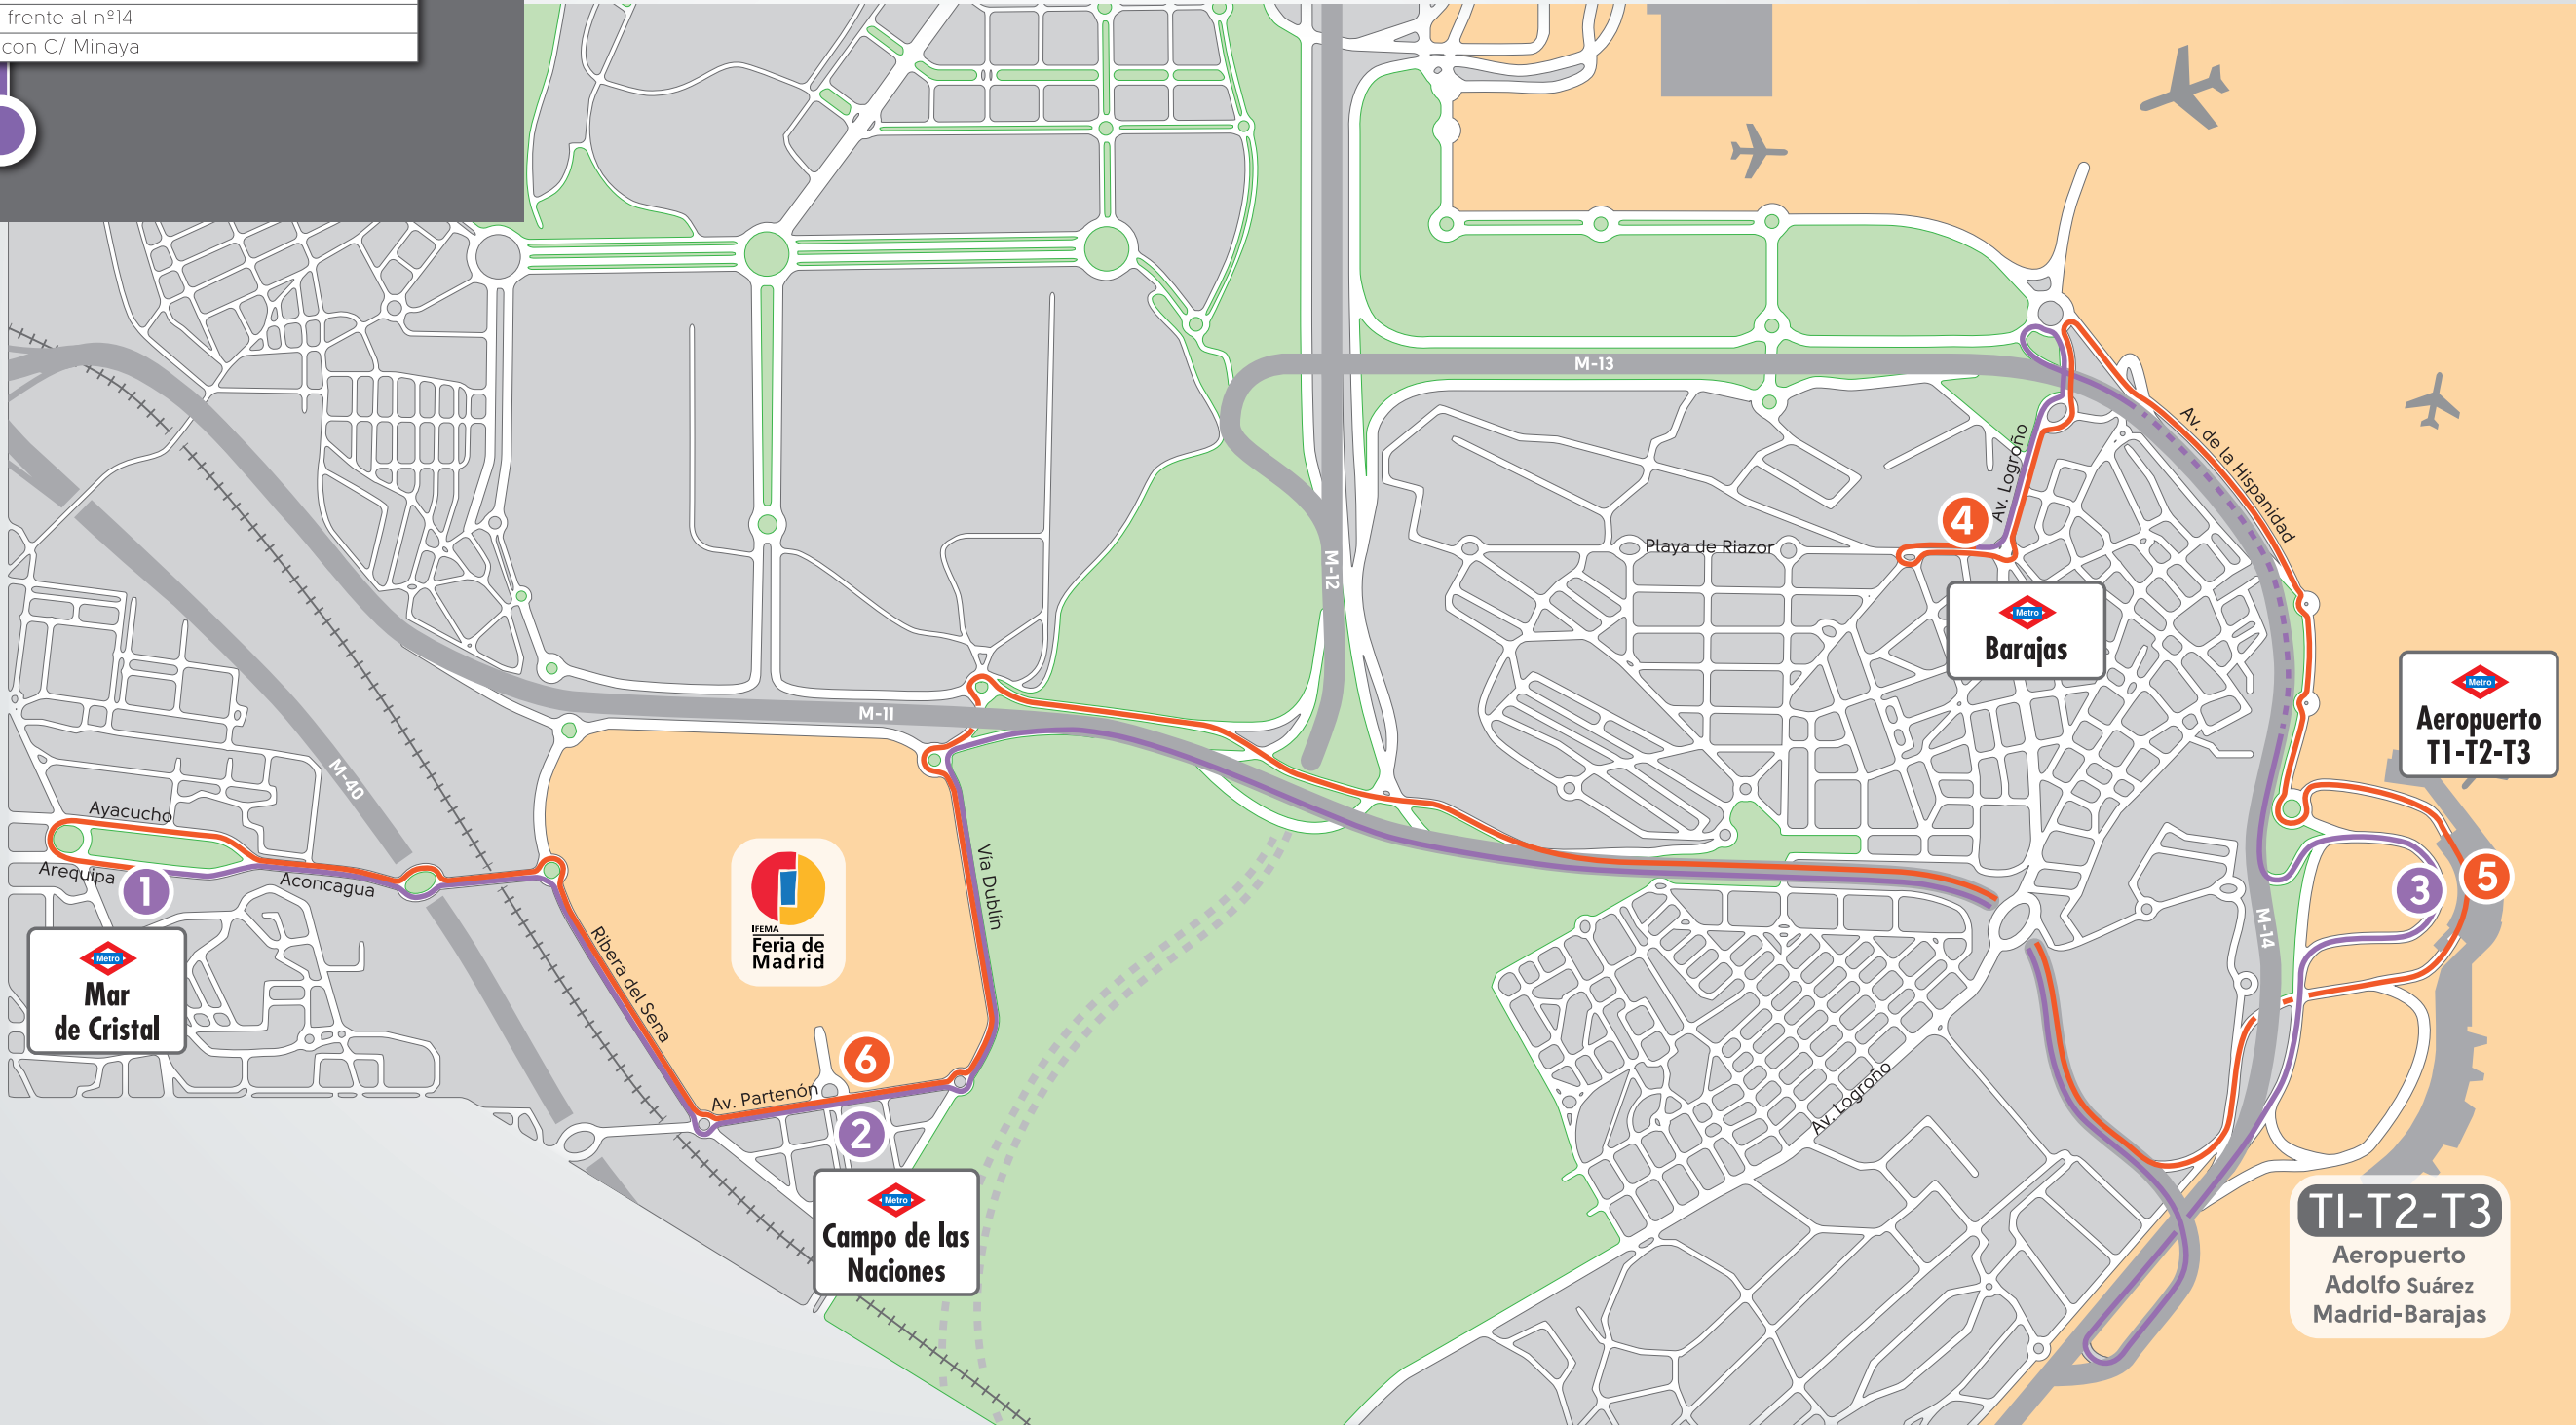 frente al nº14
con C/ Minaya
M-13
Av. de la Hispanidad
Av. Logroño
4
Playa de Riazor
M-12
Metro
Barajas
Metro
Aeropuerto
T1-T2-T3
M-11
M-40
Ayacucho
Arequipa
1
Aconcagua
Metro
Mar
de Cristal
Ribera del Sena
IFEMA
Feria de
Madrid
Vía Dublín
3
5
M-14
6
Av. Partenón
2
Av. Logroño
Metro
Campo de las
Naciones
T1-T2-T3
Aeropuerto
Adolfo Suárez
Madrid-Barajas